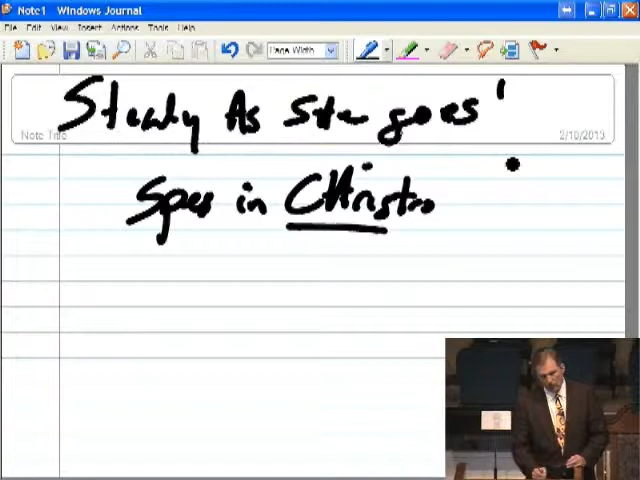 Note1 - Windows Journal
File Edit View Insert Actions Tools Help
Page Width
Steady As She goes'
Note Title
2/10/2013
Spes in CHristo